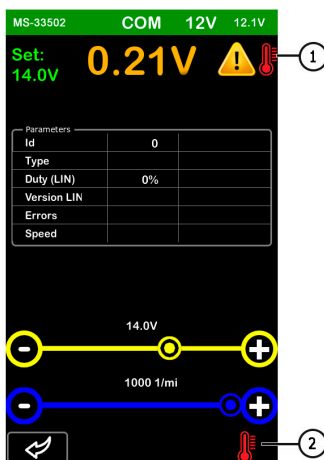 MS-33502 COM 12V 12.1V
Set: 0.21V
14.0V
1
Parameters
Id 0
Type
Duty (LIN) 0%
Version LIN
Errors
Speed
14.0V
- +
1000 1/mi
- +
2